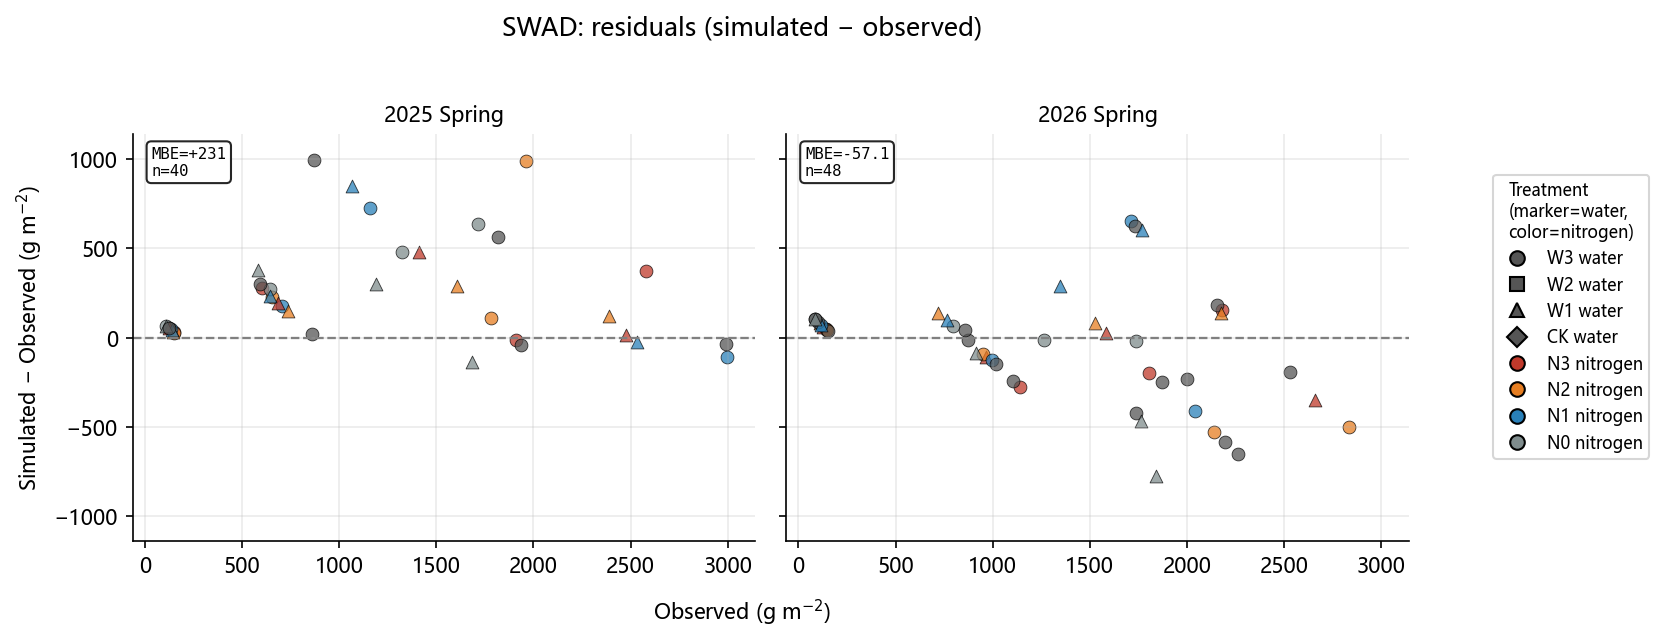 SWAD: residuals (simulated − observed)
2025 Spring
2026 Spring
MBE=+231
n=40
MBE=-57.1
n=48
Simulated − Observed (g m⁻²)
1000
500
0
−500
−1000
0 500 1000 1500 2000 2500 3000
0 500 1000 1500 2000 2500 3000
Observed (g m⁻²)
Treatment
(marker=water,
color=nitrogen)
W3 water
W2 water
W1 water
CK water
N3 nitrogen
N2 nitrogen
N1 nitrogen
N0 nitrogen